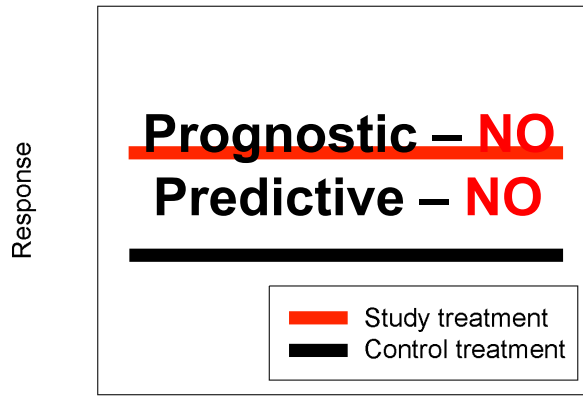 Prognostic – NO
Predictive – NO
Response
Study treatment
Control treatment